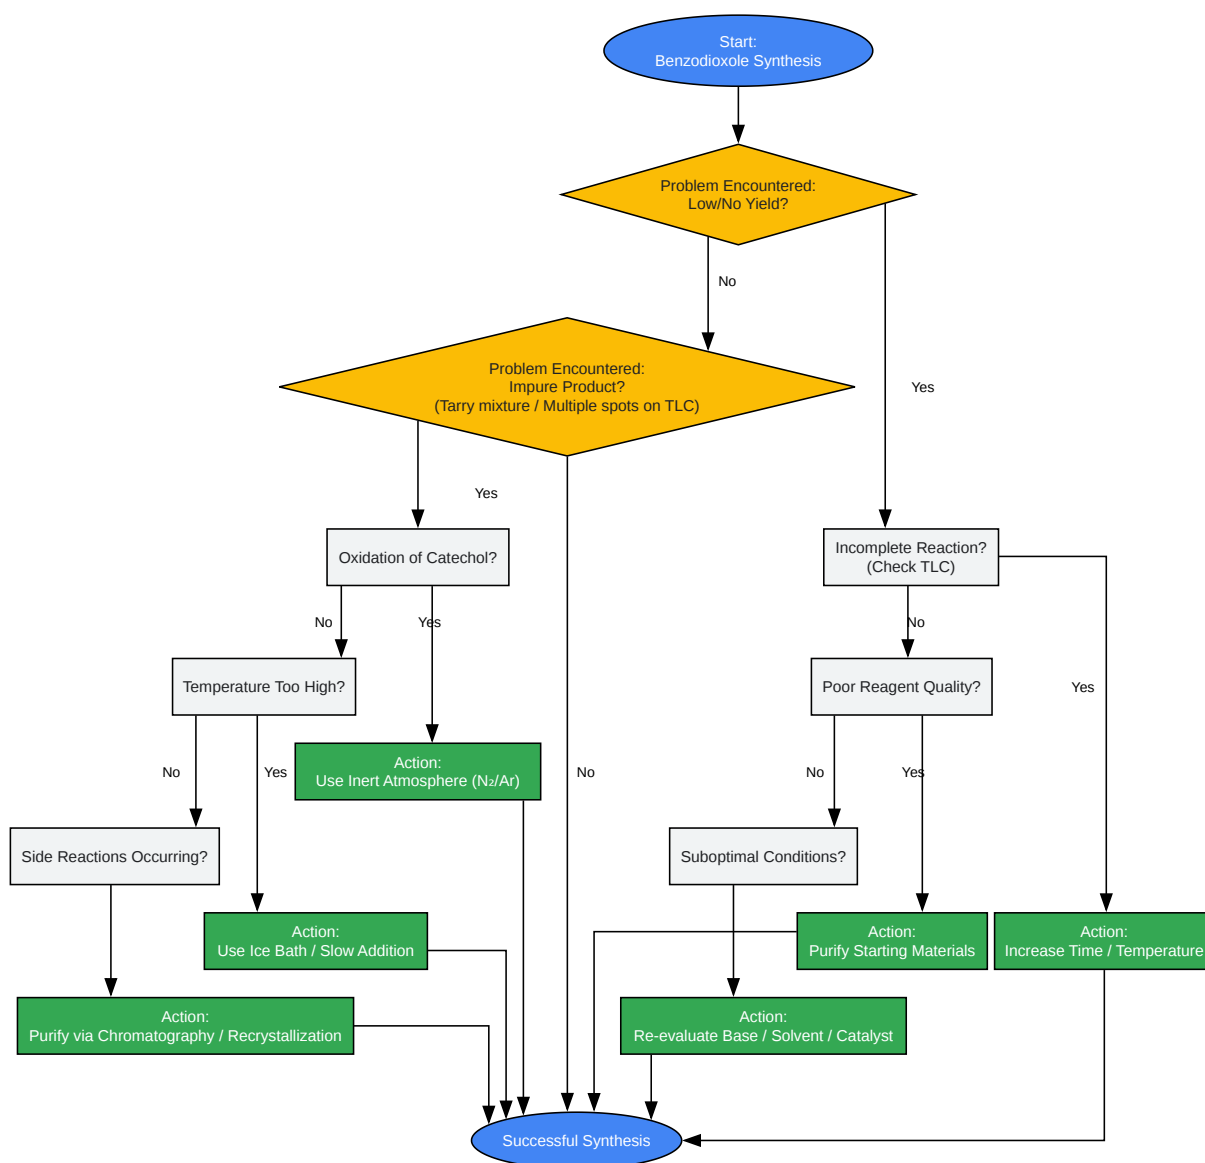 Start:
Benzodioxole Synthesis
Problem Encountered:
Low/No Yield?
No
Problem Encountered:
Impure Product?
(Tarry mixture / Multiple spots on TLC)
Yes
Yes
Oxidation of Catechol?
Incomplete Reaction?
(Check TLC)
No
Yes
No
Temperature Too High?
Poor Reagent Quality?
Yes
Action:
Use Inert Atmosphere (N₂/Ar)
No
Yes
No
No
Yes
Side Reactions Occurring?
Suboptimal Conditions?
Action:
Use Ice Bath / Slow Addition
Action:
Purify Starting Materials
Action:
Increase Time / Temperature
Action:
Purify via Chromatography / Recrystallization
Action:
Re-evaluate Base / Solvent / Catalyst
Successful Synthesis